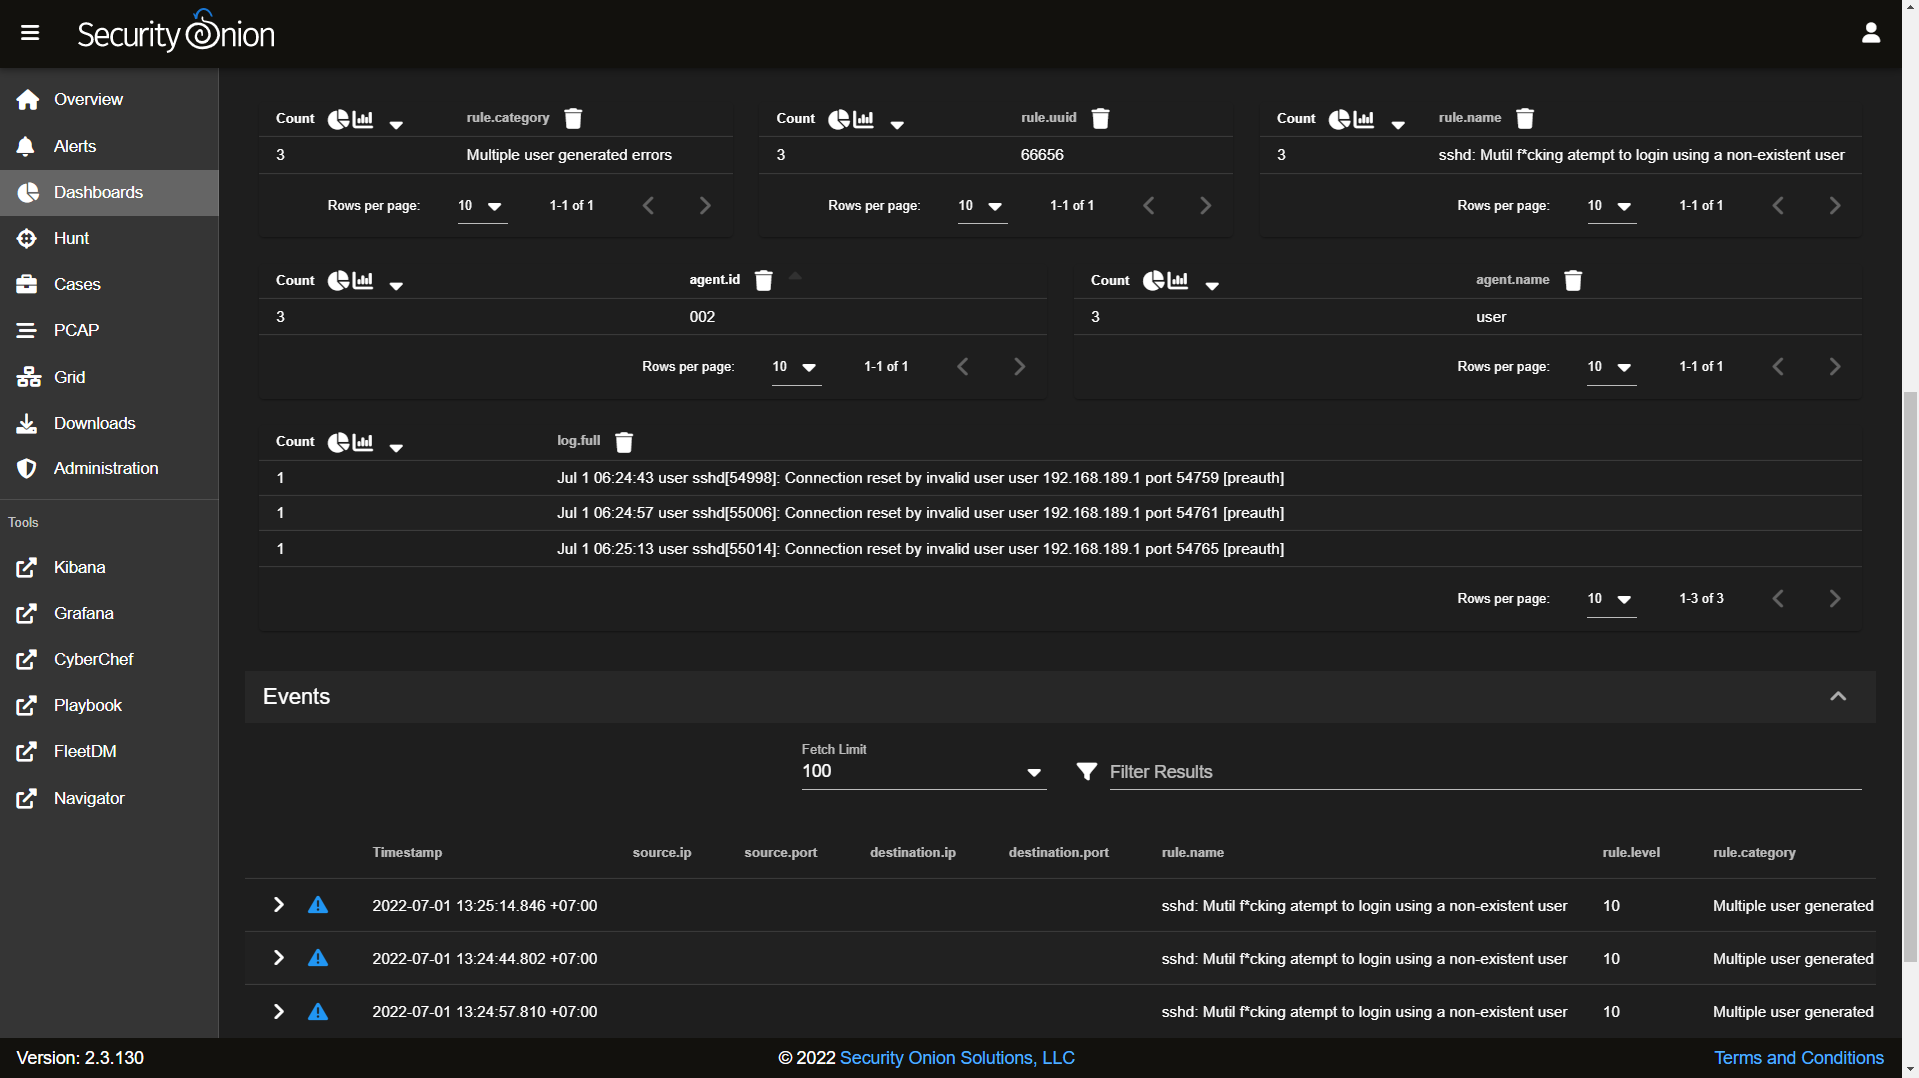 Security Onion
Overview
Alerts
Dashboards
Hunt
Cases
PCAP
Grid
Downloads
Administration
Tools
Kibana
Grafana
CyberChef
Playbook
FleetDM
Navigator
Count rule.category
3 Multiple user generated errors
Rows per page: 10 1-1 of 1
Count rule.uuid
3 66656
Rows per page: 10 1-1 of 1
Count rule.name
3 sshd: Mutil f*cking atempt to login using a non-existent user
Rows per page: 10 1-1 of 1
Count agent.id
3 002
Rows per page: 10 1-1 of 1
Count agent.name
3 user
Rows per page: 10 1-1 of 1
Count log.full
1 Jul 1 06:24:43 user sshd[54998]: Connection reset by invalid user user 192.168.189.1 port 54759 [preauth]
1 Jul 1 06:24:57 user sshd[55006]: Connection reset by invalid user user 192.168.189.1 port 54761 [preauth]
1 Jul 1 06:25:13 user sshd[55014]: Connection reset by invalid user user 192.168.189.1 port 54765 [preauth]
Rows per page: 10 1-3 of 3
Events
Fetch Limit
100 Filter Results
Timestamp source.ip source.port destination.ip destination.port rule.name rule.level rule.category
2022-07-01 13:25:14.846 +07:00 sshd: Mutil f*cking atempt to login using a non-existent user 10 Multiple user generated
2022-07-01 13:24:44.802 +07:00 sshd: Mutil f*cking atempt to login using a non-existent user 10 Multiple user generated
2022-07-01 13:24:57.810 +07:00 sshd: Mutil f*cking atempt to login using a non-existent user 10 Multiple user generated
Version: 2.3.130 © 2022 Security Onion Solutions, LLC Terms and Conditions